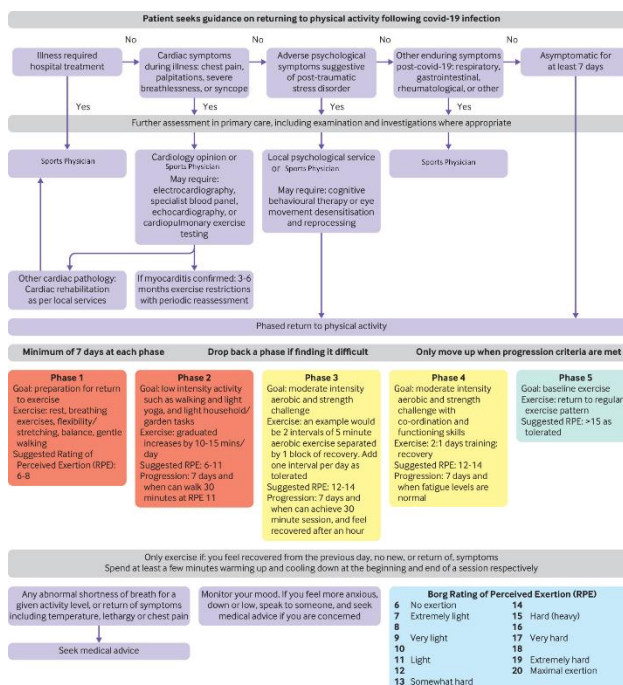 Patient seeks guidance on returning to physical activity following covid-19 infection
Illness required
hospital treatment
No
Cardiac symptoms
during illness: chest pain,
palpitations, severe
breathlessness, or syncope
No
Adverse psychological
symptoms suggestive
of post-traumatic
stress disorder
No
Other enduring symptoms
post-covid-19: respiratory,
gastrointestinal,
rheumatological, or other
No
Asymptomatic for
at least 7 days
Yes
Yes
Yes
Yes
Further assessment in primary care, including examination and investigations where appropriate
Sports Physician
Cardiology opinion or
Sports Physician
May require:
electrocardiography,
specialist blood panel,
echocardiography, or
cardiopulmonary exercise
testing
Local psychological service
or Sports Physician
May require: cognitive
behavioural therapy or eye
movement desensitisation
and reprocessing
Sports Physician
Other cardiac pathology:
Cardiac rehabilitation
as per local services
If myocarditis confirmed: 3-6
months exercise restrictions
with periodic reassessment
Phased return to physical activity
Minimum of 7 days at each phase
Drop back a phase if finding it difficult
Only move up when progression criteria are met
Phase 1
Goal: preparation for return
to exercise
Exercise: rest, breathing
exercises, flexibility/
stretching, balance, gentle
walking
Suggested Rating of
Perceived Exertion (RPE):
6-8
Phase 2
Goal: low intensity activity
such as walking and light
yoga, and light household/
garden tasks
Exercise: graduated
increases by 10-15 mins/
day
Suggested RPE: 6-11
Progression: 7 days and
when can walk 30
minutes at RPE 11
Phase 3
Goal: moderate intensity
aerobic and strength
challenge
Exercise: an example would
be 2 intervals of 5 minute
aerobic exercise separated
by 1 block of recovery. Add
one interval per day as
tolerated
Suggested RPE: 12-14
Progression: 7 days and
when can achieve 30
minute session, and feel
recovered after an hour
Phase 4
Goal: moderate intensity
aerobic and strength
challenge with
co-ordination and
functioning skills
Exercise: 2:1 days training:
recovery
Suggested RPE: 12-14
Progression: 7 days and
when fatigue levels are
normal
Phase 5
Goal: baseline exercise
Exercise: return to regular
exercise pattern
Suggested RPE: >15 as
tolerated
Only exercise if: you feel recovered from the previous day, no new, or return of, symptoms
Spend at least a few minutes warming up and cooling down at the beginning and end of a session respectively
Any abnormal shortness of breath for a
given activity level, or return of symptoms
including temperature, lethargy or chest pain
Seek medical advice
Monitor your mood. If you feel more anxious,
down or low, speak to someone, and seek
medical advice if you are concerned
Borg Rating of Perceived Exertion (RPE)
6 No exertion
7 Extremely light
8
9 Very light
10
11 Light
12
13 Somewhat hard
14
15 Hard (heavy)
16
17 Very hard
18
19 Extremely hard
20 Maximal exertion